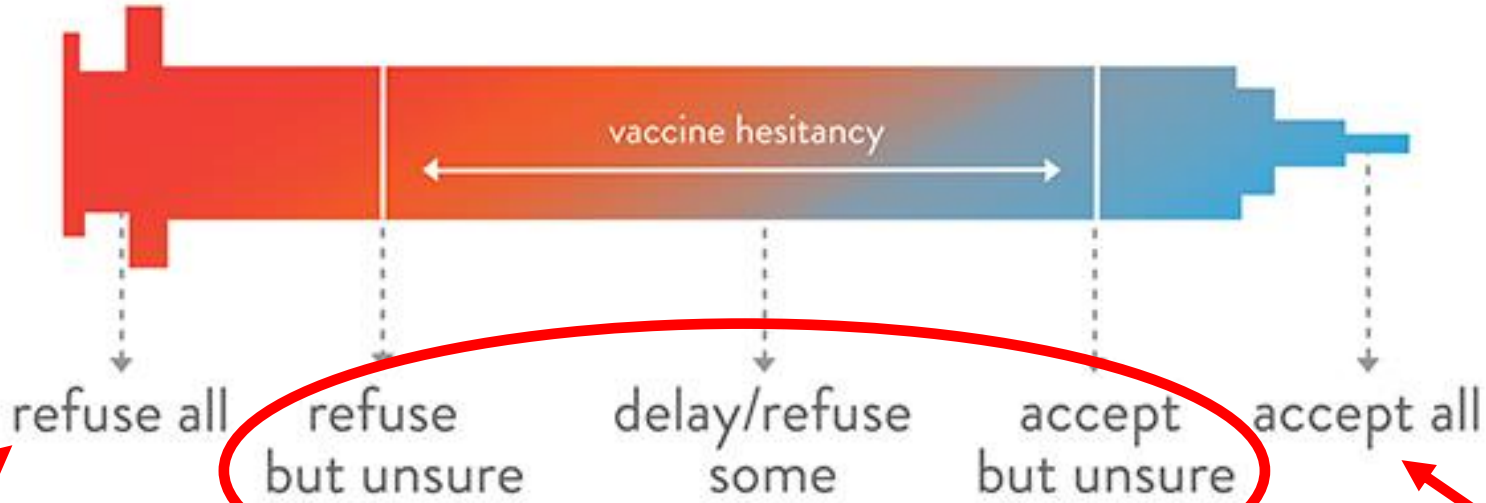 vaccine hesitancy
refuse all
refuse
but unsure
delay/refuse
some
accept
but unsure
accept all